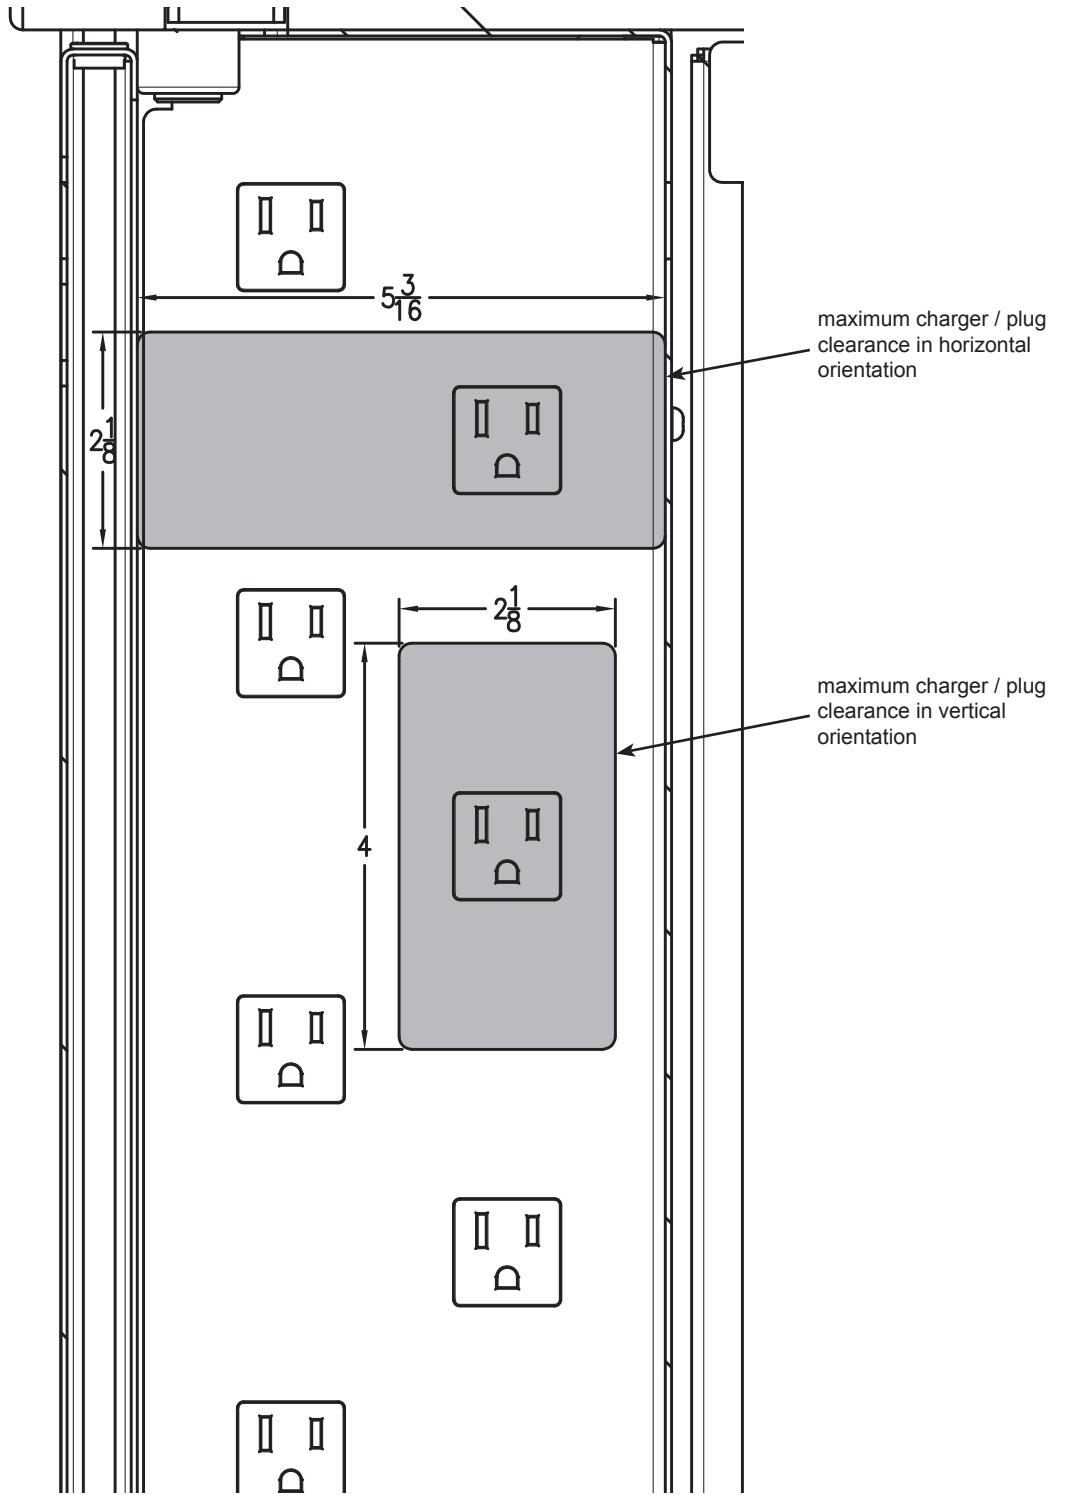 5 3/16
maximum charger / plug
clearance in horizontal
orientation
2 1/8
2 1/8
maximum charger / plug
clearance in vertical
orientation
4